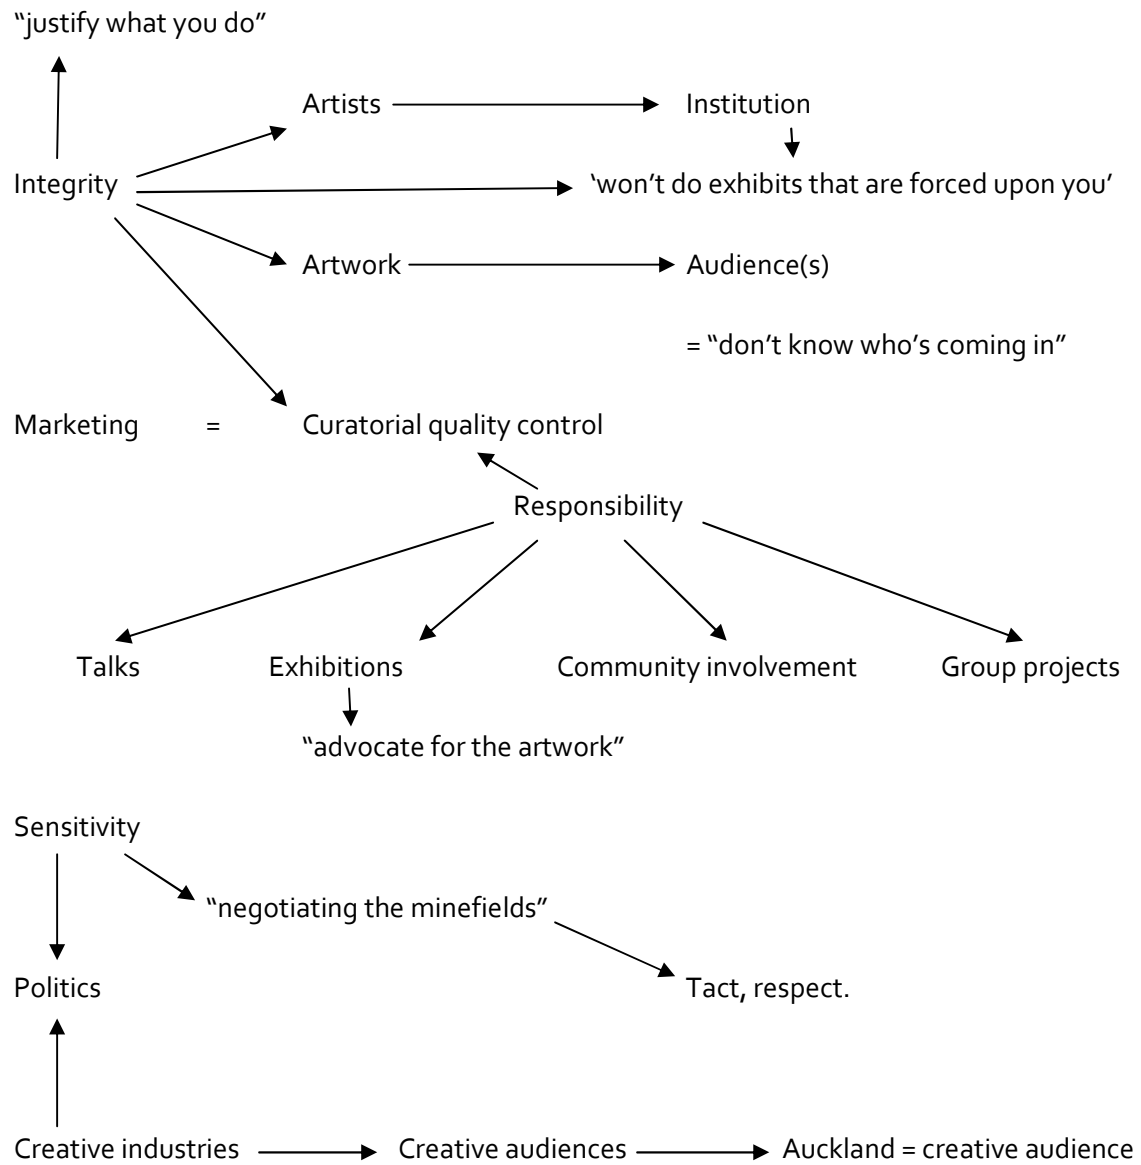 “justify what you do”
Artists Institution
Integrity ‘won’t do exhibits that are forced upon you’
Artwork Audience(s)
= “don’t know who’s coming in”
Marketing = Curatorial quality control
Responsibility
Talks Exhibitions Community involvement Group projects
“advocate for the artwork”
Sensitivity
“negotiating the minefields”
Politics Tact, respect.
Creative industries Creative audiences Auckland = creative audience